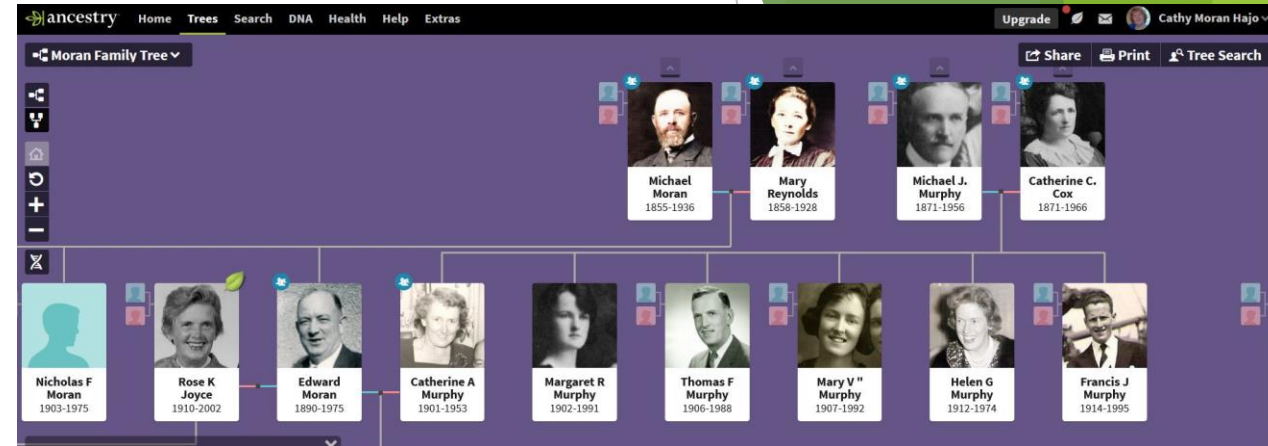 ancestry Home Trees Search DNA Health Help Extras Upgrade Cathy Moran Hajo
Moran Family Tree Share Print Tree Search
Michael
Moran
1855-1936
Mary
Reynolds
1858-1928
Michael J.
Murphy
1871-1956
Catherine C.
Cox
1871-1966
Nicholas F
Moran
1903-1975
Rose K
Joyce
1910-2002
Edward
Moran
1890-1975
Catherine A
Murphy
1901-1953
Margaret R
Murphy
1902-1991
Thomas F
Murphy
1906-1988
Mary V "
Murphy
1907-1992
Helen G
Murphy
1912-1974
Francis J
Murphy
1914-1995